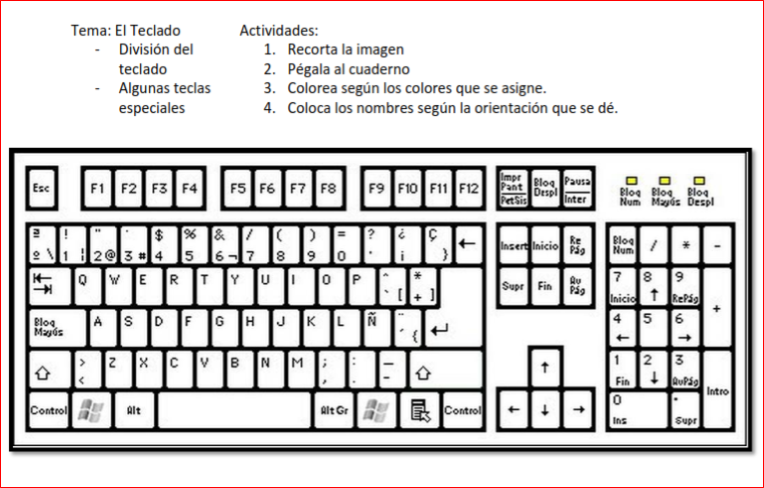 Tema: El Teclado
- División del
teclado
- Algunas teclas
especiales
Actividades:
1. Recorta la imagen
2. Pégala al cuaderno
3. Colorea según los colores que se asigne.
4. Coloca los nombres según la orientación que se dé.
Esc F1 F2 F3 F4 F5 F6 F7 F8 F9 F10 F11 F12
Impr
Pant
PetSis
Bloq
Despl
Pausa
Inter
Bloq
Num
Bloq
Mayús
Bloq
Despl
ª ! " · $ % & / ( ) = ? ¿ Ç
º \ 1 ¦ 2 @ 3 # 4 5 6 ¬ 7 8 9 0 ' ¡ } ←
Insert Inicio Re
Pág
Bloq
Num
/ * -
Q W E R T Y U I O P ^ *
` [ + ]
Supr Fin Av
Pág
7 8 9
Inicio ↑ RePág
+
Bloq
Mayús
A S D F G H J K L Ñ ¨
´ { ↵
4 5 6
← →
⇧ > Z X C V B N M ; : _ ⇧
< , . -
↑
1 2 3
Fin ↓ AvPág
Intro
Control Alt Alt Gr Control
← ↓ →
0 .
Ins Supr